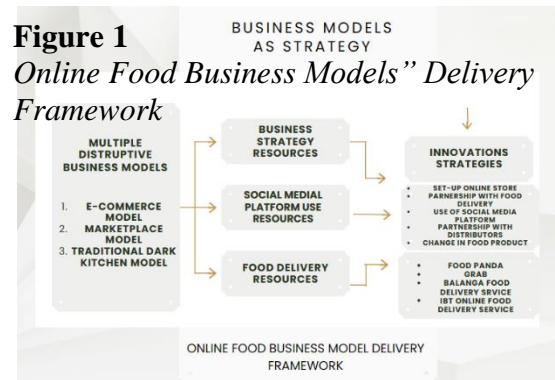 BUSINESS MODELS
AS STRATEGY
Figure 1
Online Food Business Models” Delivery
Framework
MULTIPLE
DISTRUPTIVE
BUSINESS MODELS
1. E-COMMERCE
MODEL
2. MARKETPLACE
MODEL
3. TRADITIONAL DARK
KITCHEN MODEL
BUSINESS
STRATEGY
RESOURCES
SOCIAL MEDIAL
PLATFORM USE
RESOURCES
FOOD DELIVERY
RESOURCES
INNOVATIONS
STRATEGIES
• SET-UP ONLINE STORE
• PARNERSHIP WITH FOOD
DELIVERY
• USE OF SOCIAL MEDIA
PLATFORM
• PARTNERSHIP WITH
DISTRIBUTORS
• CHANGE IN FOOD PRODUCT
• FOOD PANDA
• GRAB
• BALANGA FOOD
DELIVERY SRVICE
• IBT ONLINE FOOD
DELIVERY SERVICE
ONLINE FOOD BUSINESS MODEL DELIVERY
FRAMEWORK